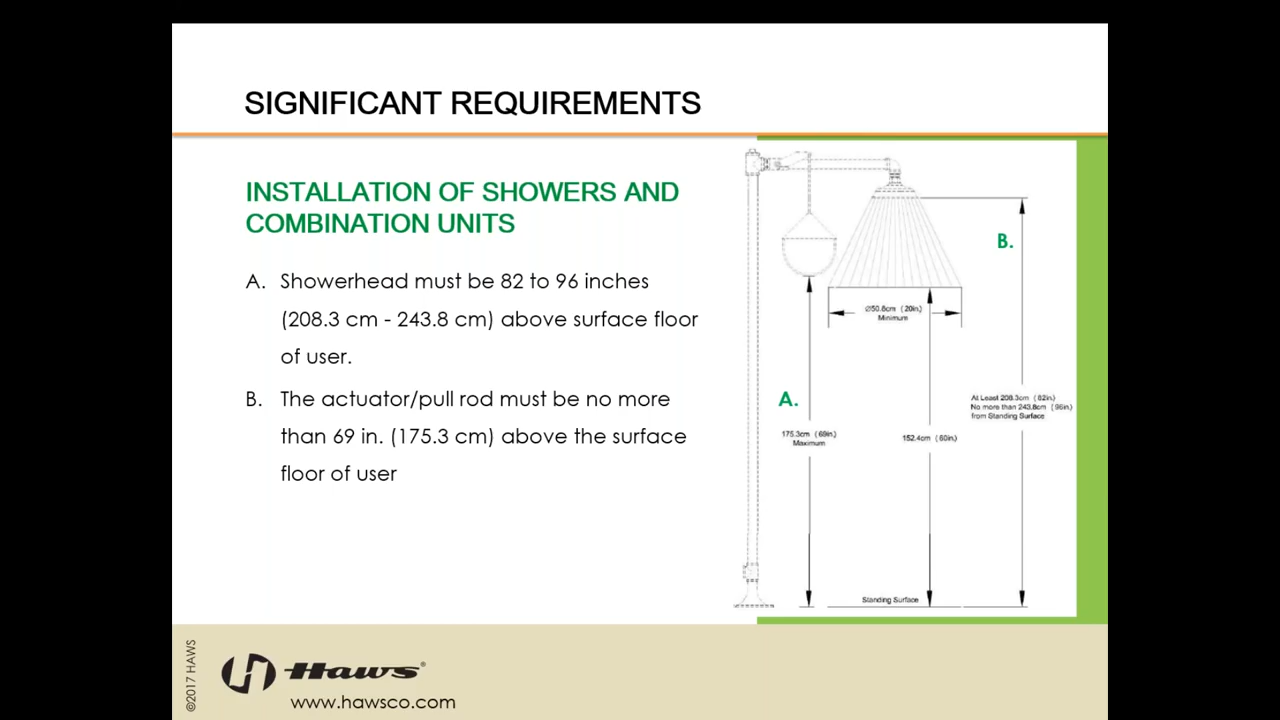 SIGNIFICANT REQUIREMENTS
INSTALLATION OF SHOWERS AND
COMBINATION UNITS
A. Showerhead must be 82 to 96 inches
(208.3 cm - 243.8 cm) above surface floor
of user.
B. The actuator/pull rod must be no more
than 69 in. (175.3 cm) above the surface
floor of user
B.
Ø50.8cm (20in.)
Minimum
A.
At Least 208.3cm (82in.)
No more than 243.8cm (96in.)
from Standing Surface
175.3cm (69in.)
Maximum
152.4cm (60in.)
Standing Surface
©2017 HAWS
Haws®
www.hawsco.com